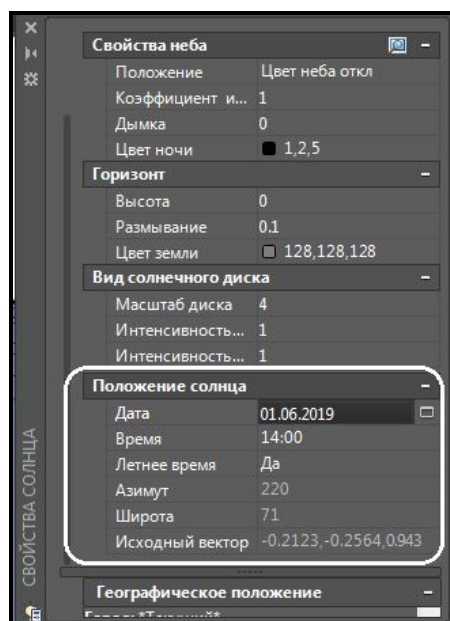 Свойства неба
Положение Цвет неба откл
Коэффициент и... 1
Дымка 0
Цвет ночи 1,2,5
Горизонт
Высота 0
Размывание 0.1
Цвет земли 128,128,128
Вид солнечного диска
Масштаб диска 4
Интенсивность... 1
Интенсивность... 1
Положение солнца
Дата 01.06.2019
Время 14:00
Летнее время Да
Азимут 220
Широта 71
Исходный вектор -0.2123,-0.2564,0.943
Географическое положение
СВОЙСТВА СОЛНЦА